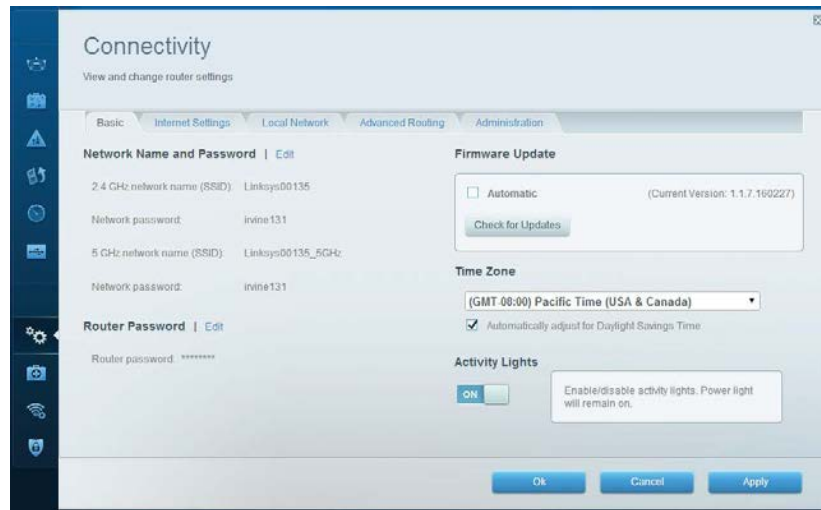 Connectivity
View and change router settings
Basic
Internet Settings
Local Network
Advanced Routing
Administration
Network Name and Password | Edit
2.4 GHz network name (SSID): Linksys00135
Network password: irvine131
5 GHz network name (SSID): Linksys00135_5GHz
Network password: irvine131
Router Password | Edit
Router password: ********
Firmware Update
Automatic
(Current Version: 1.1.7.160227)
Check for Updates
Time Zone
(GMT-08:00) Pacific Time (USA & Canada)
Automatically adjust for Daylight Savings Time
Activity Lights
ON
Enable/disable activity lights. Power light
will remain on.
Ok
Cancel
Apply